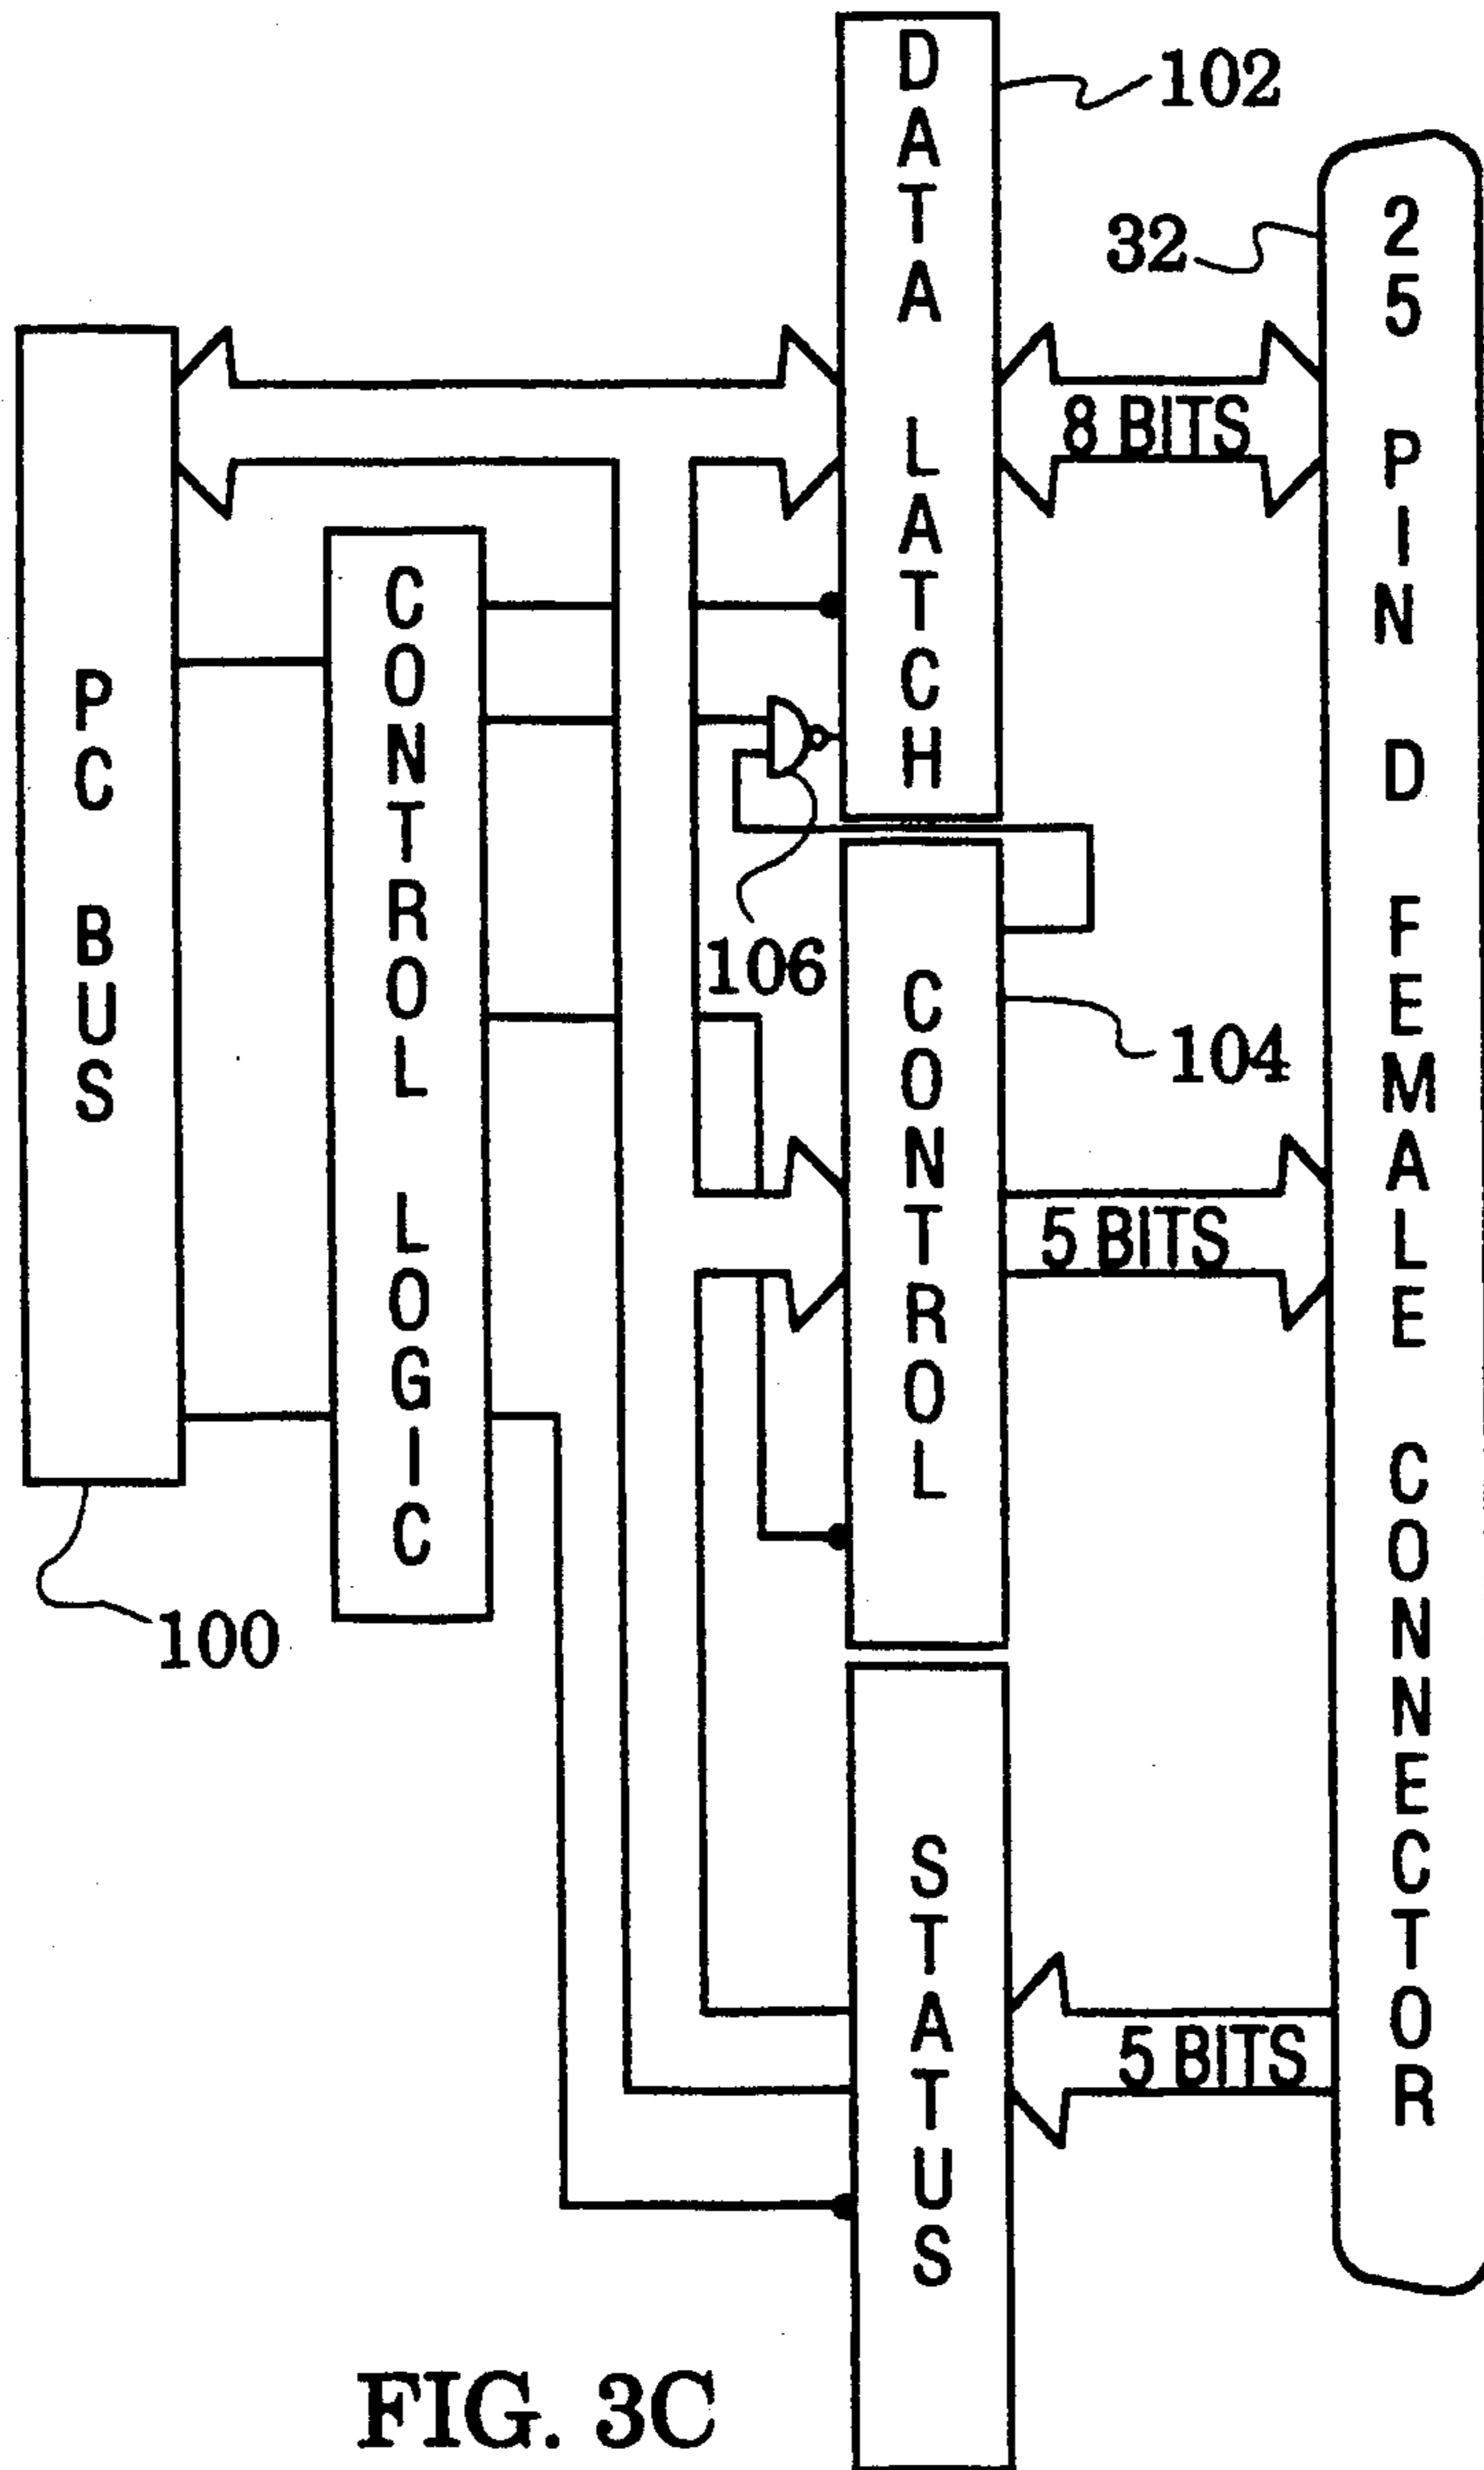 DATA LATCH
102
32
25 PIN D FEMALE CONNECTOR
8 BITS
PC BUS
CONTROL LOGIC
106
CONTROL
104
5 BITS
100
STATUS
5 BITS
FIG. 3C